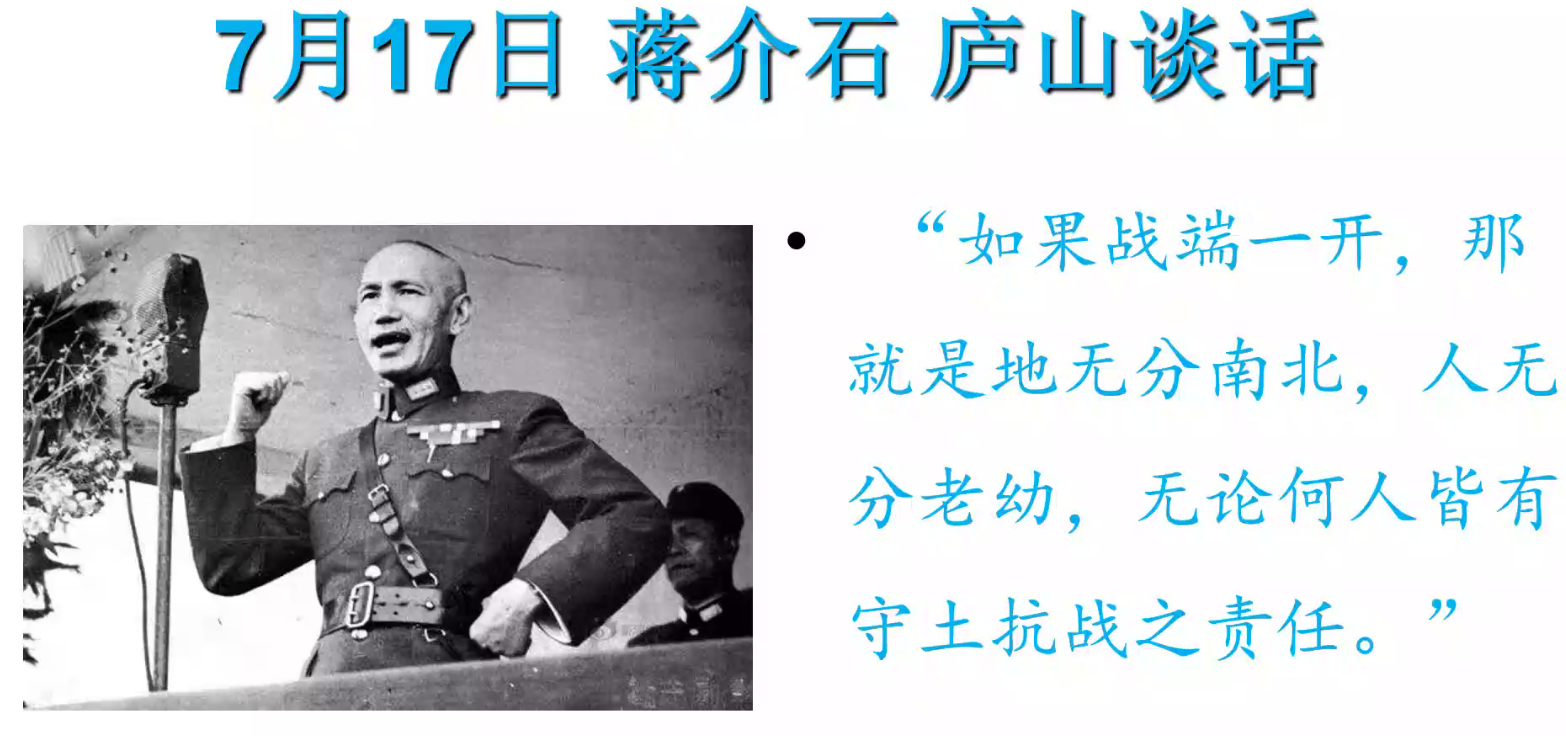 7月17日 蒋介石 庐山谈话
“如果战端一开，那
就是地无分南北，人无
分老幼，无论何人皆有
守土抗战之责任。”